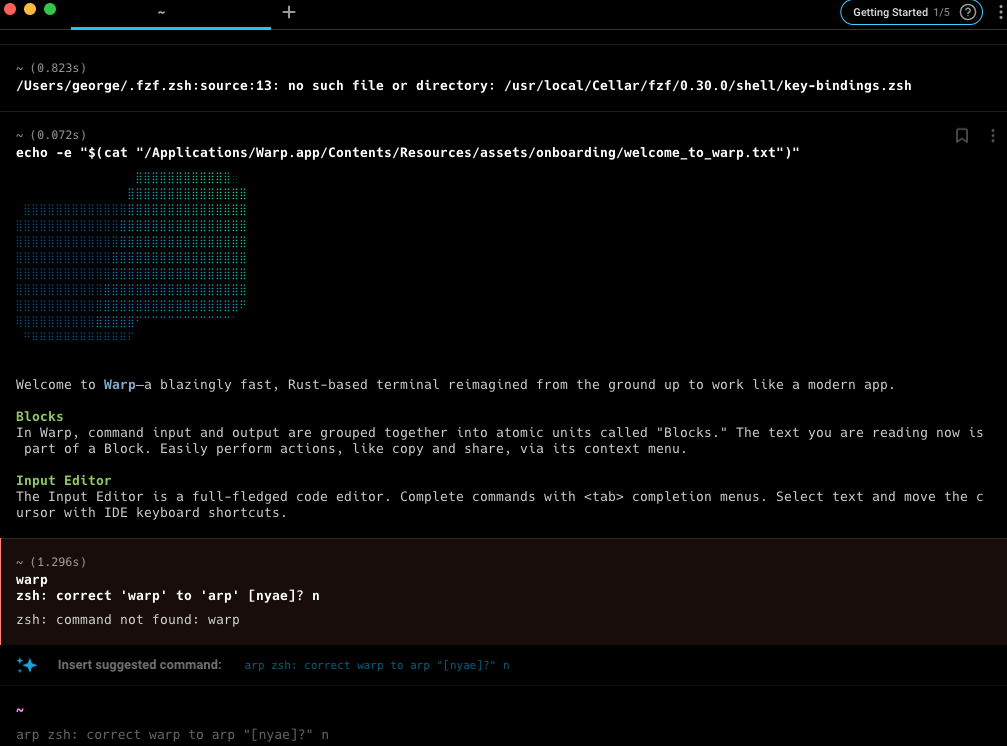 ~
Getting Started 1/5
~ (0.823s)
/Users/george/.fzf.zsh:source:13: no such file or directory: /usr/local/Cellar/fzf/0.30.0/shell/key-bindings.zsh
~ (0.072s)
echo -e "$(cat "/Applications/Warp.app/Contents/Resources/assets/onboarding/welcome_to_warp.txt")"
Welcome to Warp—a blazingly fast, Rust-based terminal reimagined from the ground up to work like a modern app.
Blocks
In Warp, command input and output are grouped together into atomic units called "Blocks." The text you are reading now is
part of a Block. Easily perform actions, like copy and share, via its context menu.
Input Editor
The Input Editor is a full-fledged code editor. Complete commands with <tab> completion menus. Select text and move the c
ursor with IDE keyboard shortcuts.
~ (1.296s)
warp
zsh: correct 'warp' to 'arp' [nyae]? n
zsh: command not found: warp
Insert suggested command: arp zsh: correct warp to arp "[nyae]?" n
~
arp zsh: correct warp to arp "[nyae]?" n